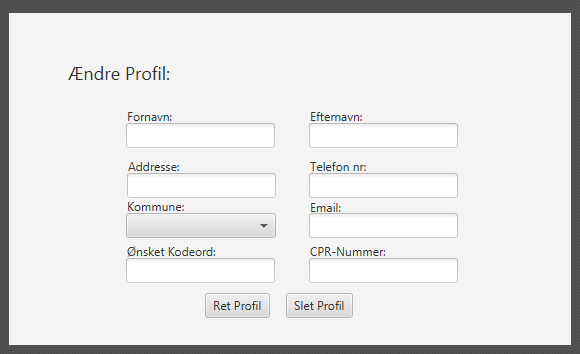 Ændre Profil:
Fornavn:
Efternavn:
Addresse:
Telefon nr:
Kommune:
Email:
Ønsket Kodeord:
CPR-Nummer:
Ret Profil
Slet Profil